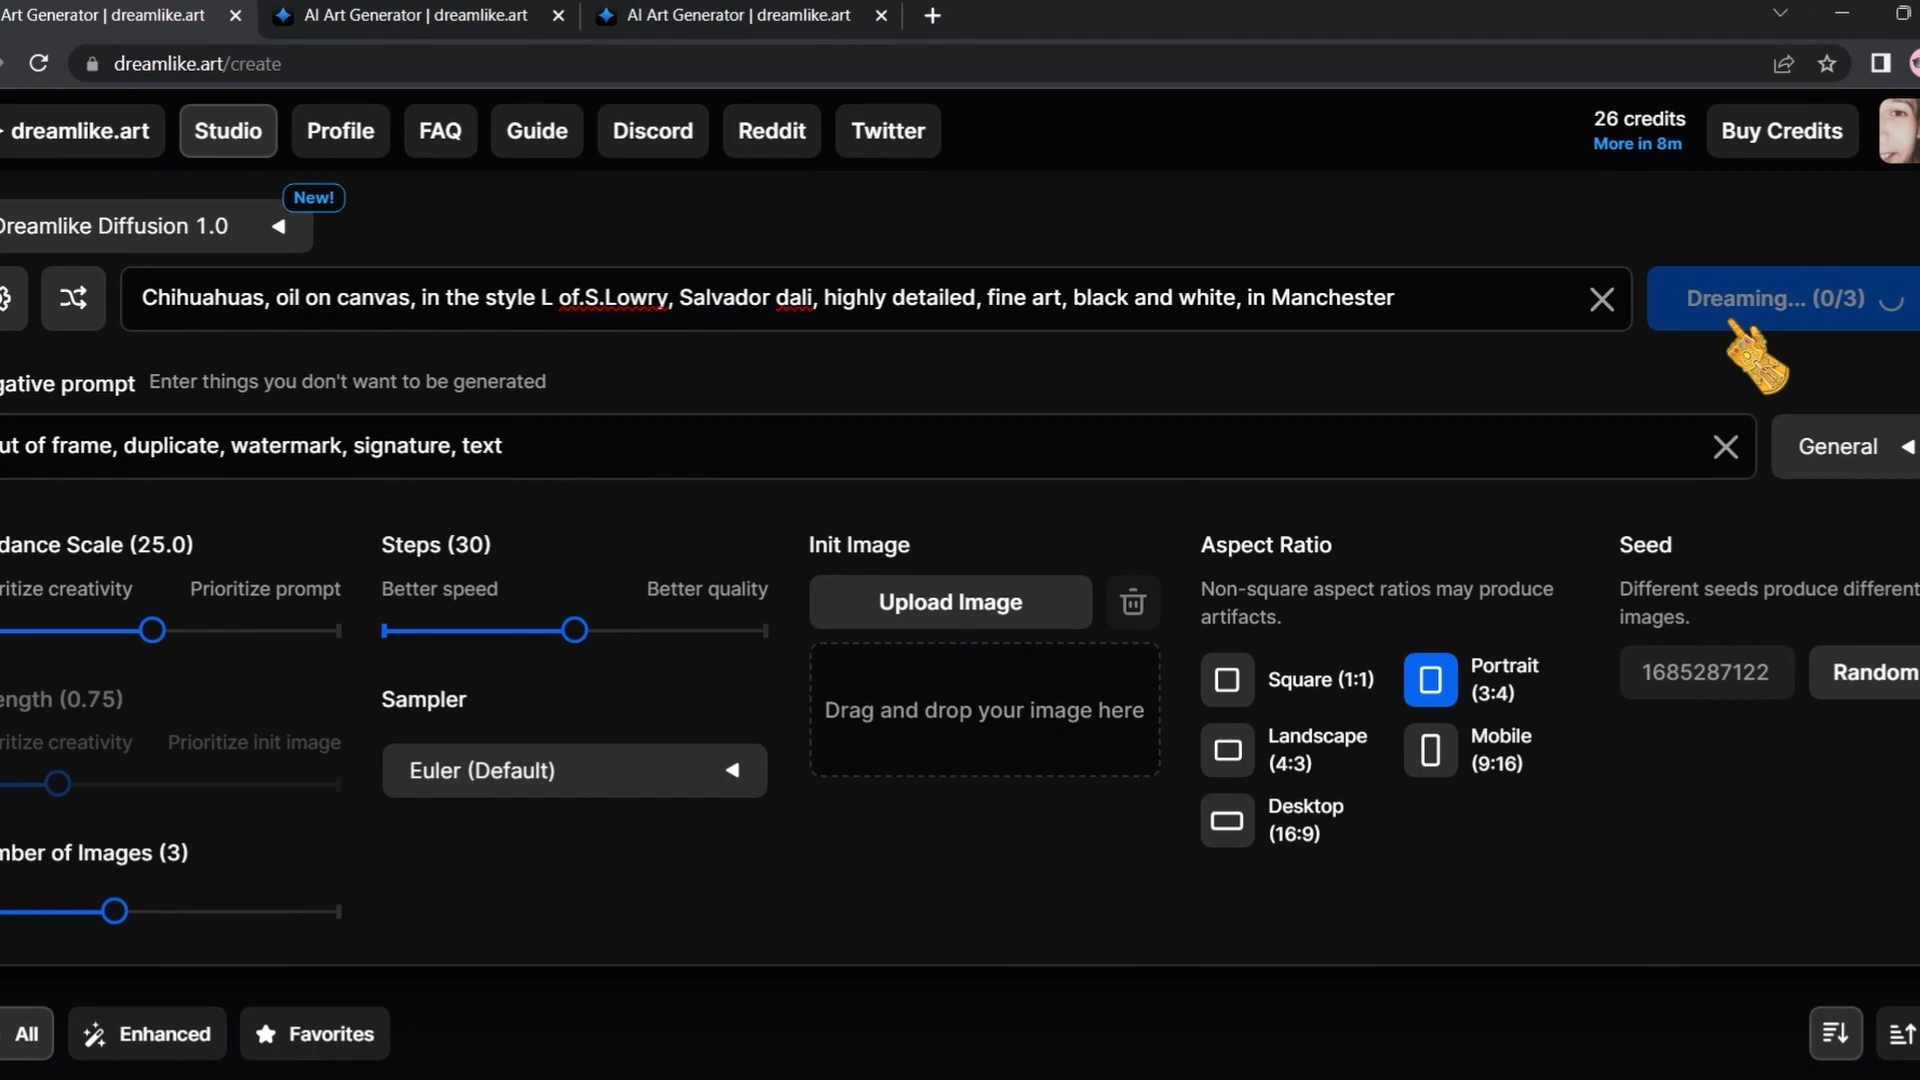 Art Generator | dreamlike.art
AI Art Generator | dreamlike.art
AI Art Generator | dreamlike.art
dreamlike.art/create
dreamlike.art
Studio
Profile
FAQ
Guide
Discord
Reddit
Twitter
26 credits
More in 8m
Buy Credits
New!
Dreamlike Diffusion 1.0
Chihuahuas, oil on canvas, in the style L of.S.Lowry, Salvador dali, highly detailed, fine art, black and white, in Manchester
Dreaming... (0/3)
gative prompt Enter things you don't want to be generated
ut of frame, duplicate, watermark, signature, text
General
dance Scale (25.0)
ritize creativity Prioritize prompt
Steps (30)
Better speed Better quality
Init Image
Upload Image
Drag and drop your image here
Aspect Ratio
Non-square aspect ratios may produce
artifacts.
Square (1:1)
Portrait
(3:4)
Landscape
(4:3)
Mobile
(9:16)
Desktop
(16:9)
Seed
Different seeds produce different
images.
1685287122
Random
ength (0.75)
ritize creativity Prioritize init image
Sampler
Euler (Default)
mber of Images (3)
All
Enhanced
Favorites